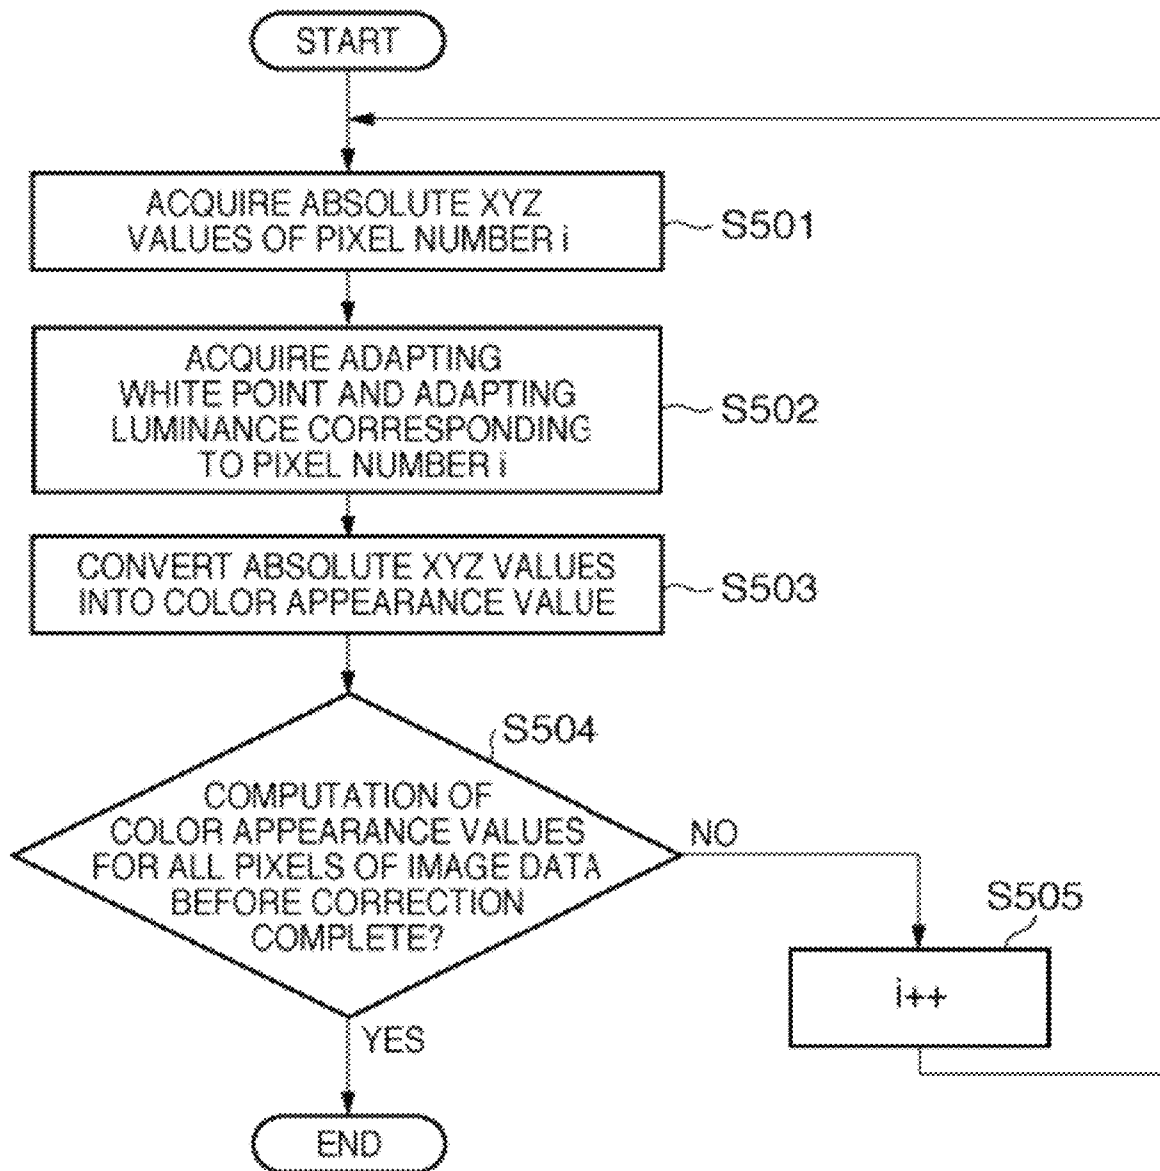 START
ACQUIRE ABSOLUTE XYZ
VALUES OF PIXEL NUMBER i
S501
ACQUIRE ADAPTING
WHITE POINT AND ADAPTING
LUMINANCE CORRESPONDING
TO PIXEL NUMBER i
S502
CONVERT ABSOLUTE XYZ VALUES
INTO COLOR APPEARANCE VALUE
S503
S504
COMPUTATION OF
COLOR APPEARANCE VALUES
FOR ALL PIXELS OF IMAGE DATA
BEFORE CORRECTION
COMPLETE?
NO
S505
i++
YES
END